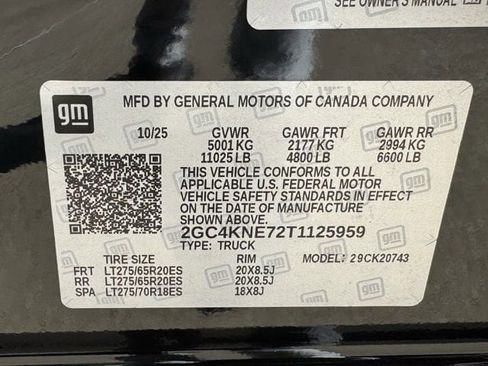 SEE OWNER'S MANUAL
gm
MFD BY GENERAL MOTORS OF CANADA COMPANY
10/25 GVWR GAWR FRT GAWR RR
5001 KG 2177 KG 2994 KG
11025 LB 4800 LB 6600 LB
THIS VEHICLE CONFORMS TO ALL
APPLICABLE U.S. FEDERAL MOTOR
VEHICLE SAFETY STANDARDS IN EFFECT
ON THE DATE OF MANUFACTURE
SHOWN ABOVE.
2GC4KNE72T1125959
TYPE: TRUCK
TIRE SIZE RIM MODEL: 29CK20743
FRT LT275/65R20ES 20X8.5J
RR LT275/65R20ES 20X8.5J
SPA LT275/70R18ES 18X8J